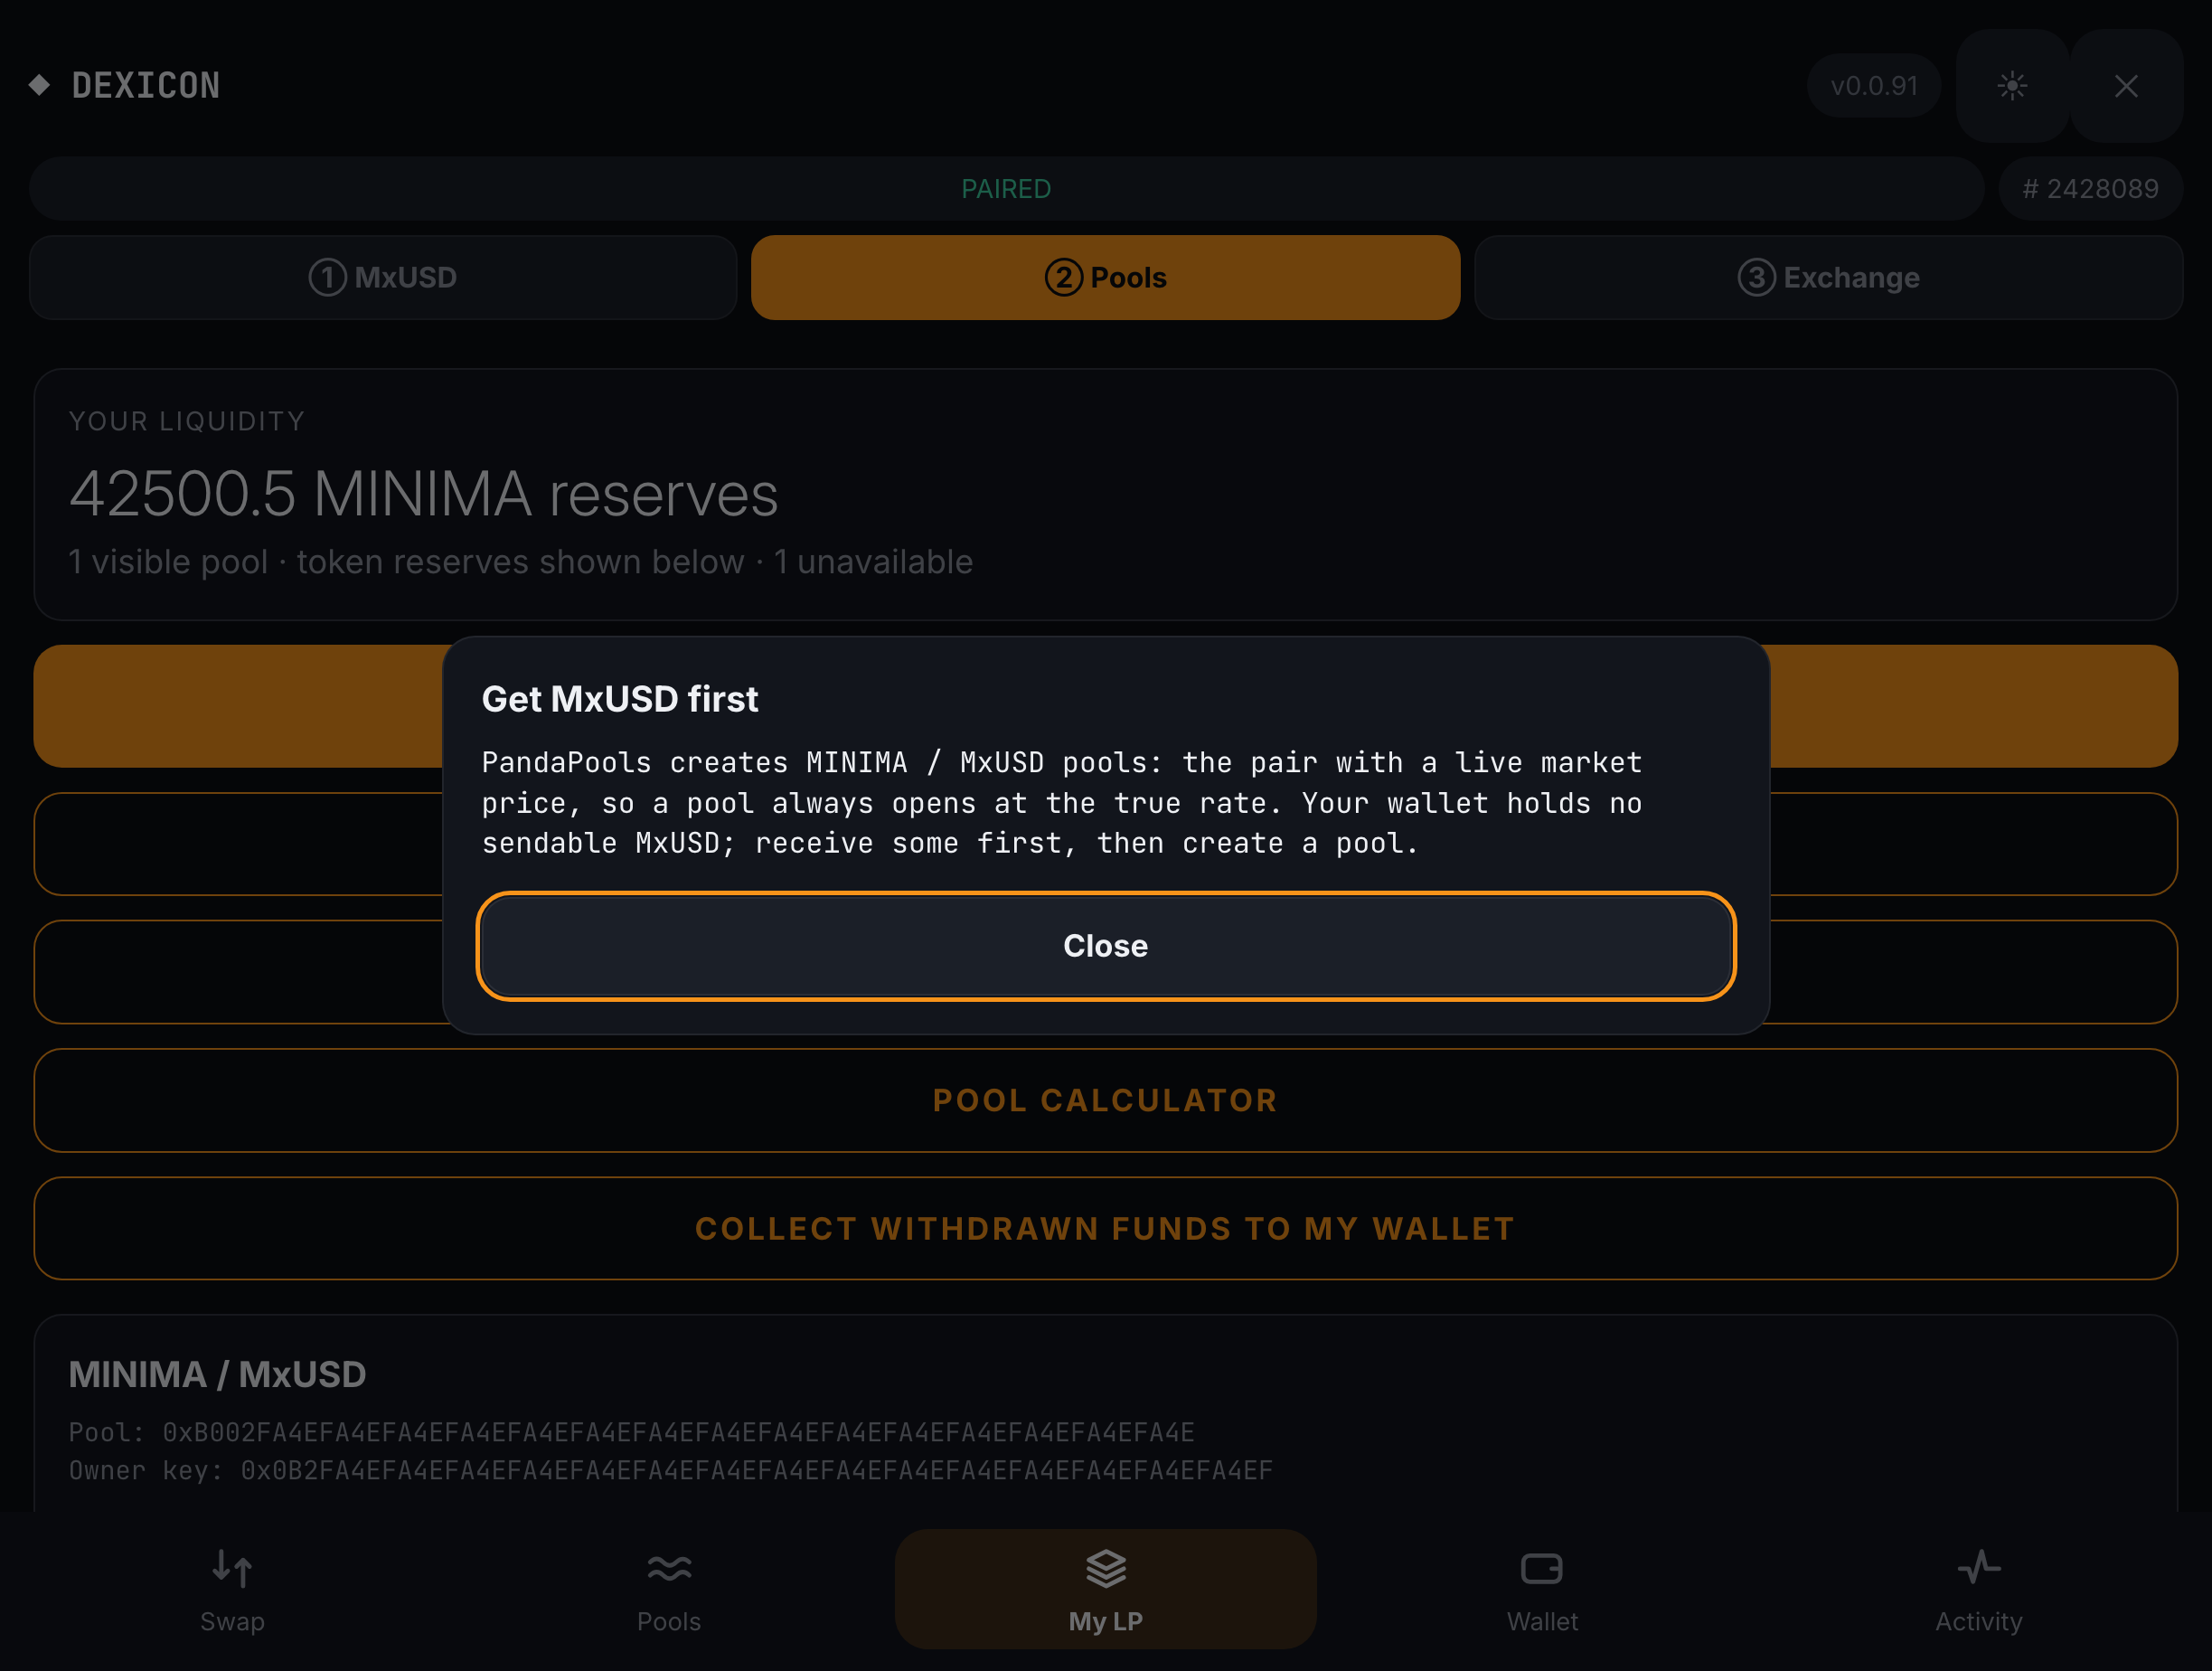 ◆ DEXICON
v0.0.91
PAIRED
# 2428089
① MxUSD
② Pools
③ Exchange
YOUR LIQUIDITY
42500.5 MINIMA reserves
1 visible pool · token reserves shown below · 1 unavailable
Get MxUSD first
PandaPools creates MINIMA / MxUSD pools: the pair with a live market
price, so a pool always opens at the true rate. Your wallet holds no
sendable MxUSD; receive some first, then create a pool.
Close
POOL CALCULATOR
COLLECT WITHDRAWN FUNDS TO MY WALLET
MINIMA / MxUSD
Pool: 0xB002FA4EFA4EFA4EFA4EFA4EFA4EFA4EFA4EFA4EFA4EFA4EFA4EFA4EFA4EFA4E
Owner key: 0x0B2FA4EFA4EFA4EFA4EFA4EFA4EFA4EFA4EFA4EFA4EFA4EFA4EFA4EFA4EFA4EF
Swap
Pools
My LP
Wallet
Activity